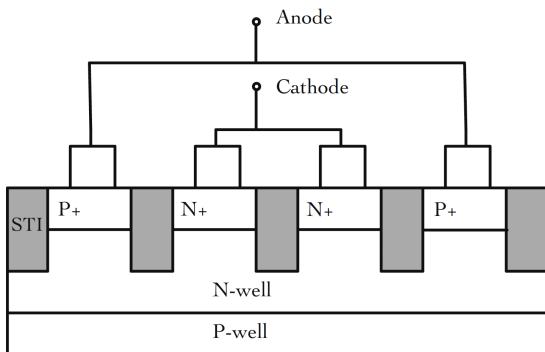 Anode
Cathode
STI
P+
N+
N+
P+
N-well
P-well